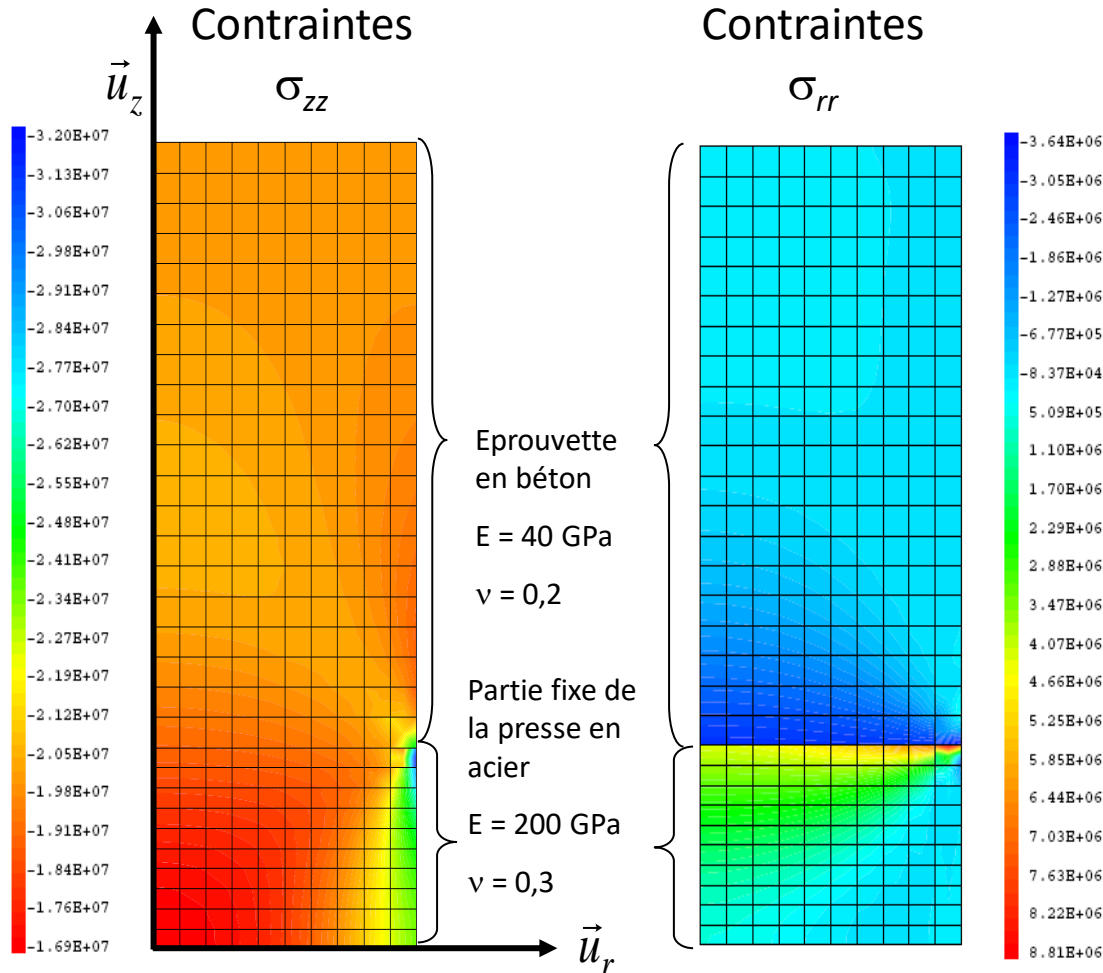 Contraintes
σzz
Contraintes
σrr
u⃗z
-3.20E+07
-3.13E+07
-3.06E+07
-2.98E+07
-2.91E+07
-2.84E+07
-2.77E+07
-2.70E+07
-2.62E+07
-2.55E+07
-2.48E+07
-2.41E+07
-2.34E+07
-2.27E+07
-2.19E+07
-2.12E+07
-2.05E+07
-1.98E+07
-1.91E+07
-1.84E+07
-1.76E+07
-1.69E+07
Eprouvette
en béton
E = 40 GPa
ν = 0,2
Partie fixe de
la presse en
acier
E = 200 GPa
ν = 0,3
u⃗r
-3.64E+06
-3.05E+06
-2.46E+06
-1.86E+06
-1.27E+06
-6.77E+05
-8.37E+04
5.09E+05
1.10E+06
1.70E+06
2.29E+06
2.88E+06
3.47E+06
4.07E+06
4.66E+06
5.25E+06
5.85E+06
6.44E+06
7.03E+06
7.63E+06
8.22E+06
8.81E+06